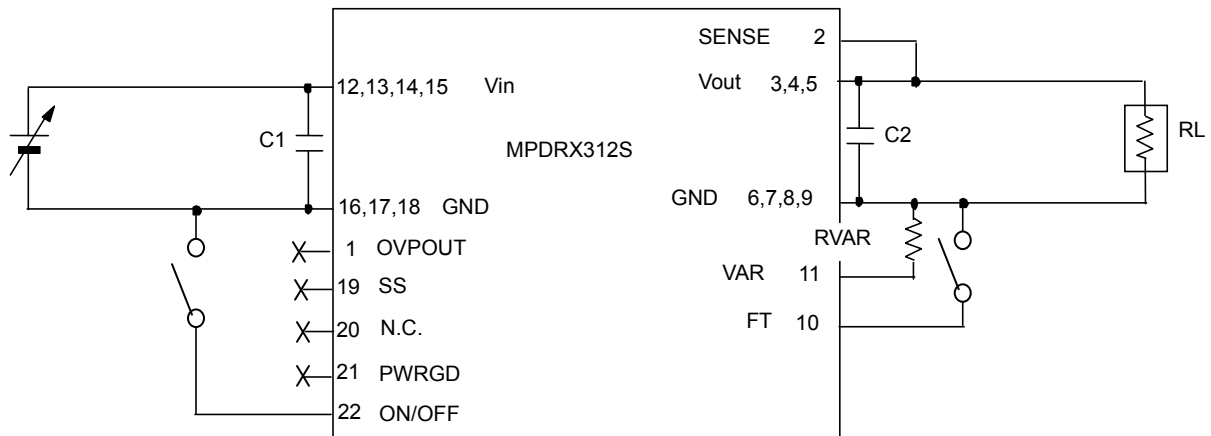 SENSE 2
12,13,14,15 Vin
Vout 3,4,5
C1
MPDRX312S
C2
RL
16,17,18 GND
GND 6,7,8,9
RVAR
1 OVPOUT
VAR 11
19 SS
FT 10
20 N.C.
21 PWRGD
22 ON/OFF